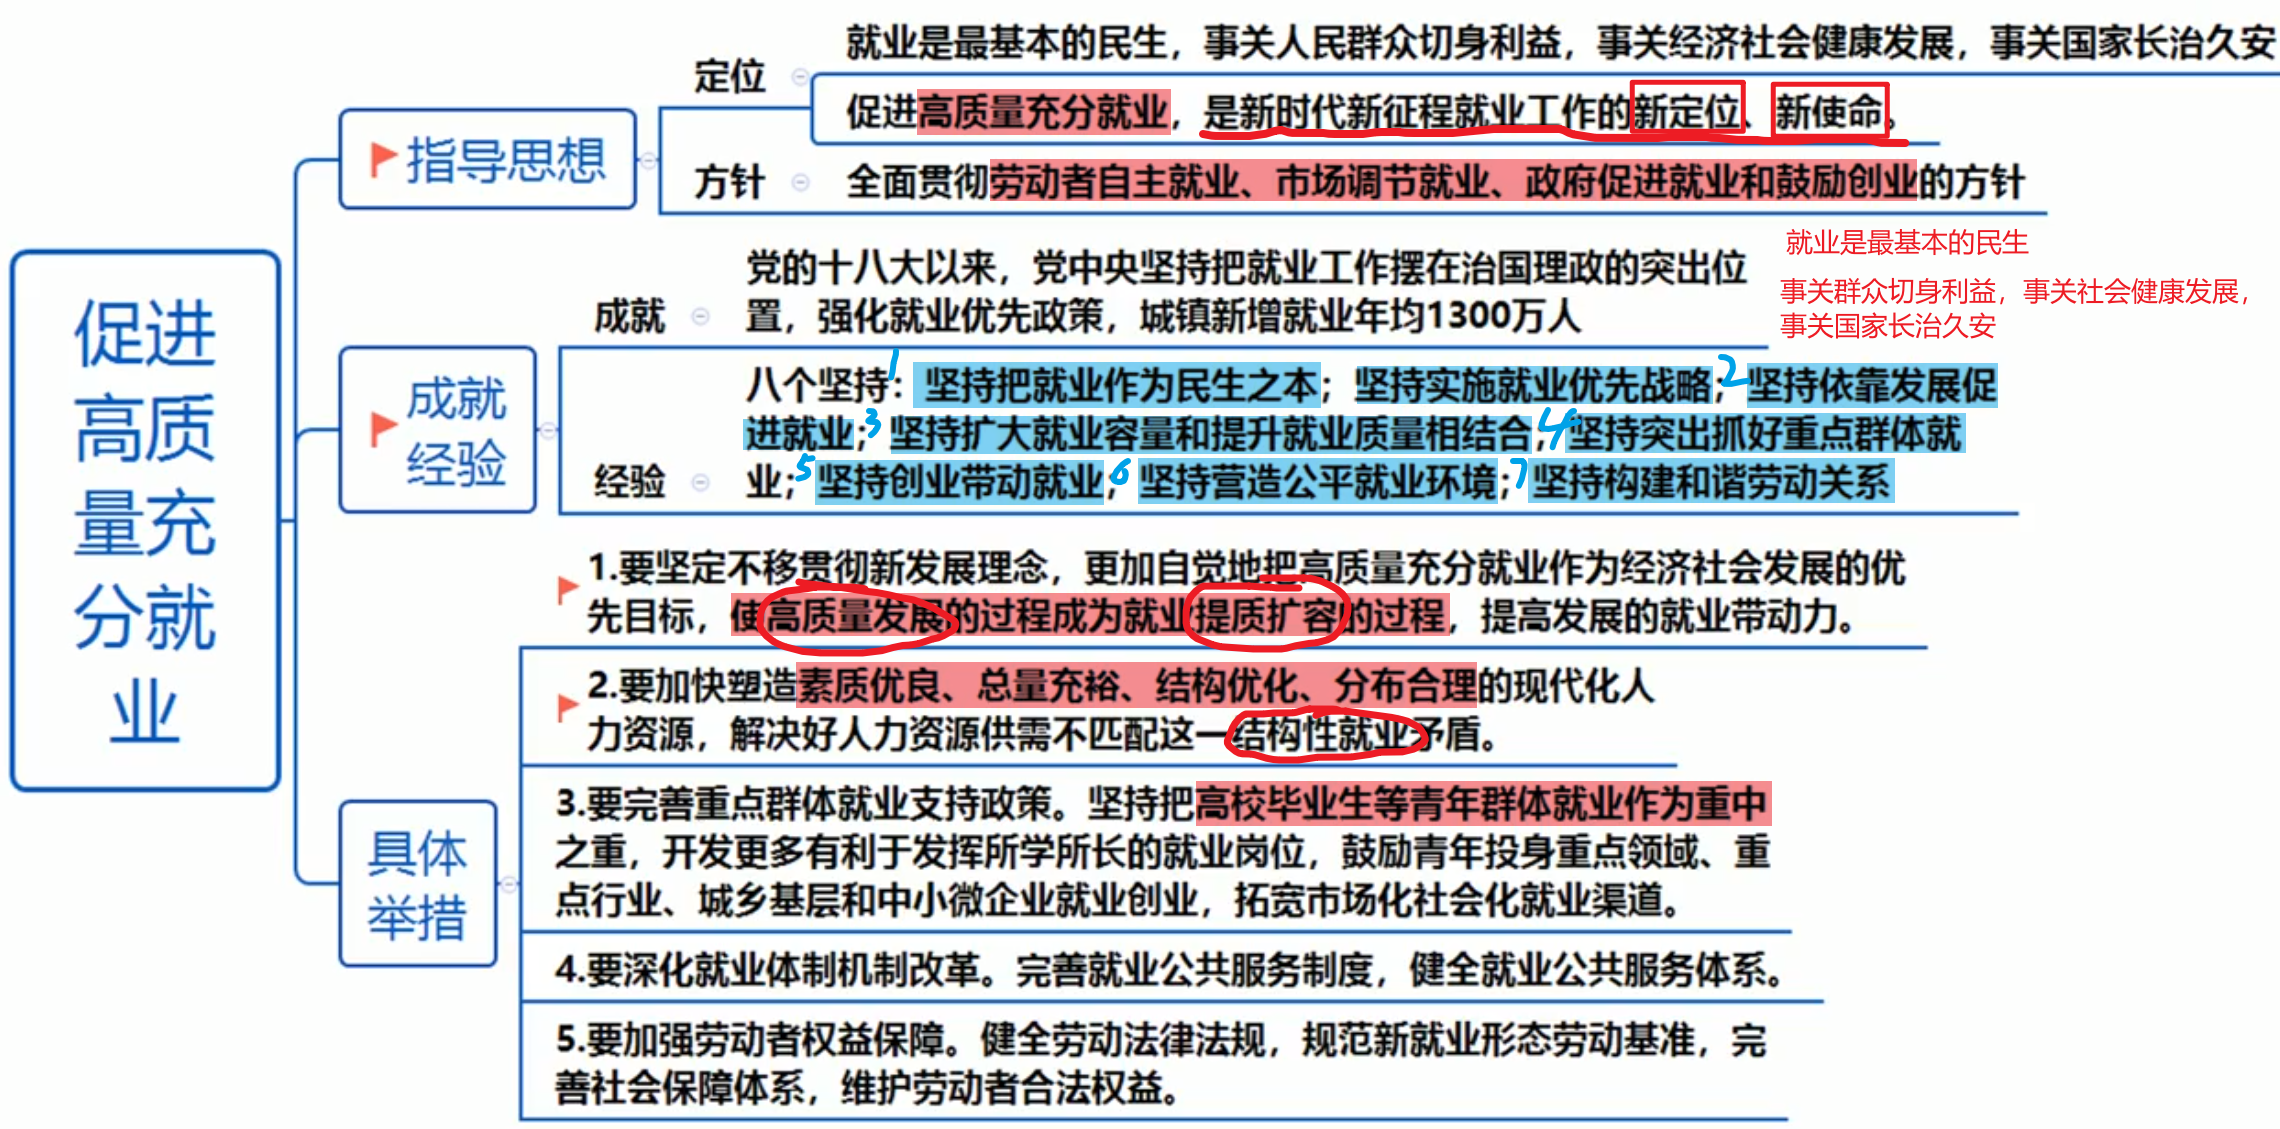 促进
高质
量充
分就
业
指导思想
定位
就业是最基本的民生，事关人民群众切身利益，事关经济社会健康发展，事关国家长治久安
促进高质量充分就业，是新时代新征程就业工作的新定位、新使命。
方针
全面贯彻劳动者自主就业、市场调节就业、政府促进就业和鼓励创业的方针
就业是最基本的民生
事关群众切身利益，事关社会健康发展，
事关国家长治久安
成就
经验
成就
党的十八大以来，党中央坚持把就业工作摆在治国理政的突出位
置，强化就业优先政策，城镇新增就业年均1300万人
经验
八个坚持：1坚持把就业作为民生之本；坚持实施就业优先战略；2坚持依靠发展促
进就业；3坚持扩大就业容量和提升就业质量相结合；4坚持突出抓好重点群体就
业；5坚持创业带动就业；6坚持营造公平就业环境；7坚持构建和谐劳动关系
具体
举措
1.要坚定不移贯彻新发展理念，更加自觉地把高质量充分就业作为经济社会发展的优
先目标，使高质量发展的过程成为就业提质扩容的过程，提高发展的就业带动力。
2.要加快塑造素质优良、总量充裕、结构优化、分布合理的现代化人
力资源，解决好人力资源供需不匹配这一结构性就业矛盾。
3.要完善重点群体就业支持政策。坚持把高校毕业生等青年群体就业作为重中
之重，开发更多有利于发挥所学所长的就业岗位，鼓励青年投身重点领域、重
点行业、城乡基层和中小微企业就业创业，拓宽市场化社会化就业渠道。
4.要深化就业体制机制改革。完善就业公共服务制度，健全就业公共服务体系。
5.要加强劳动者权益保障。健全劳动法律法规，规范新就业形态劳动基准，完
善社会保障体系，维护劳动者合法权益。